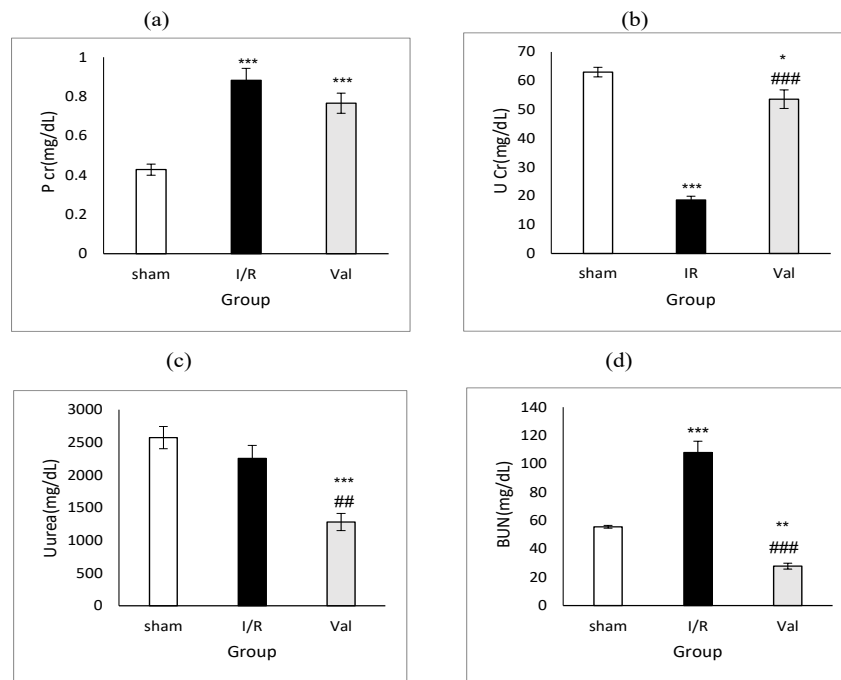 (a)
P cr(mg/dL)
1
0.8
0.6
0.4
0.2
0
***
***
sham I/R Val
Group
(b)
U Cr(mg/dL)
70
60
50
40
30
20
10
0
***
*
###
sham IR Val
Group
(c)
Uurea(mg/dL)
3000
2500
2000
1500
1000
500
0
***
##
sham I/R Val
Group
(d)
BUN(mg/dL)
140
120
100
80
60
40
20
0
***
**
###
sham I/R Val
Group